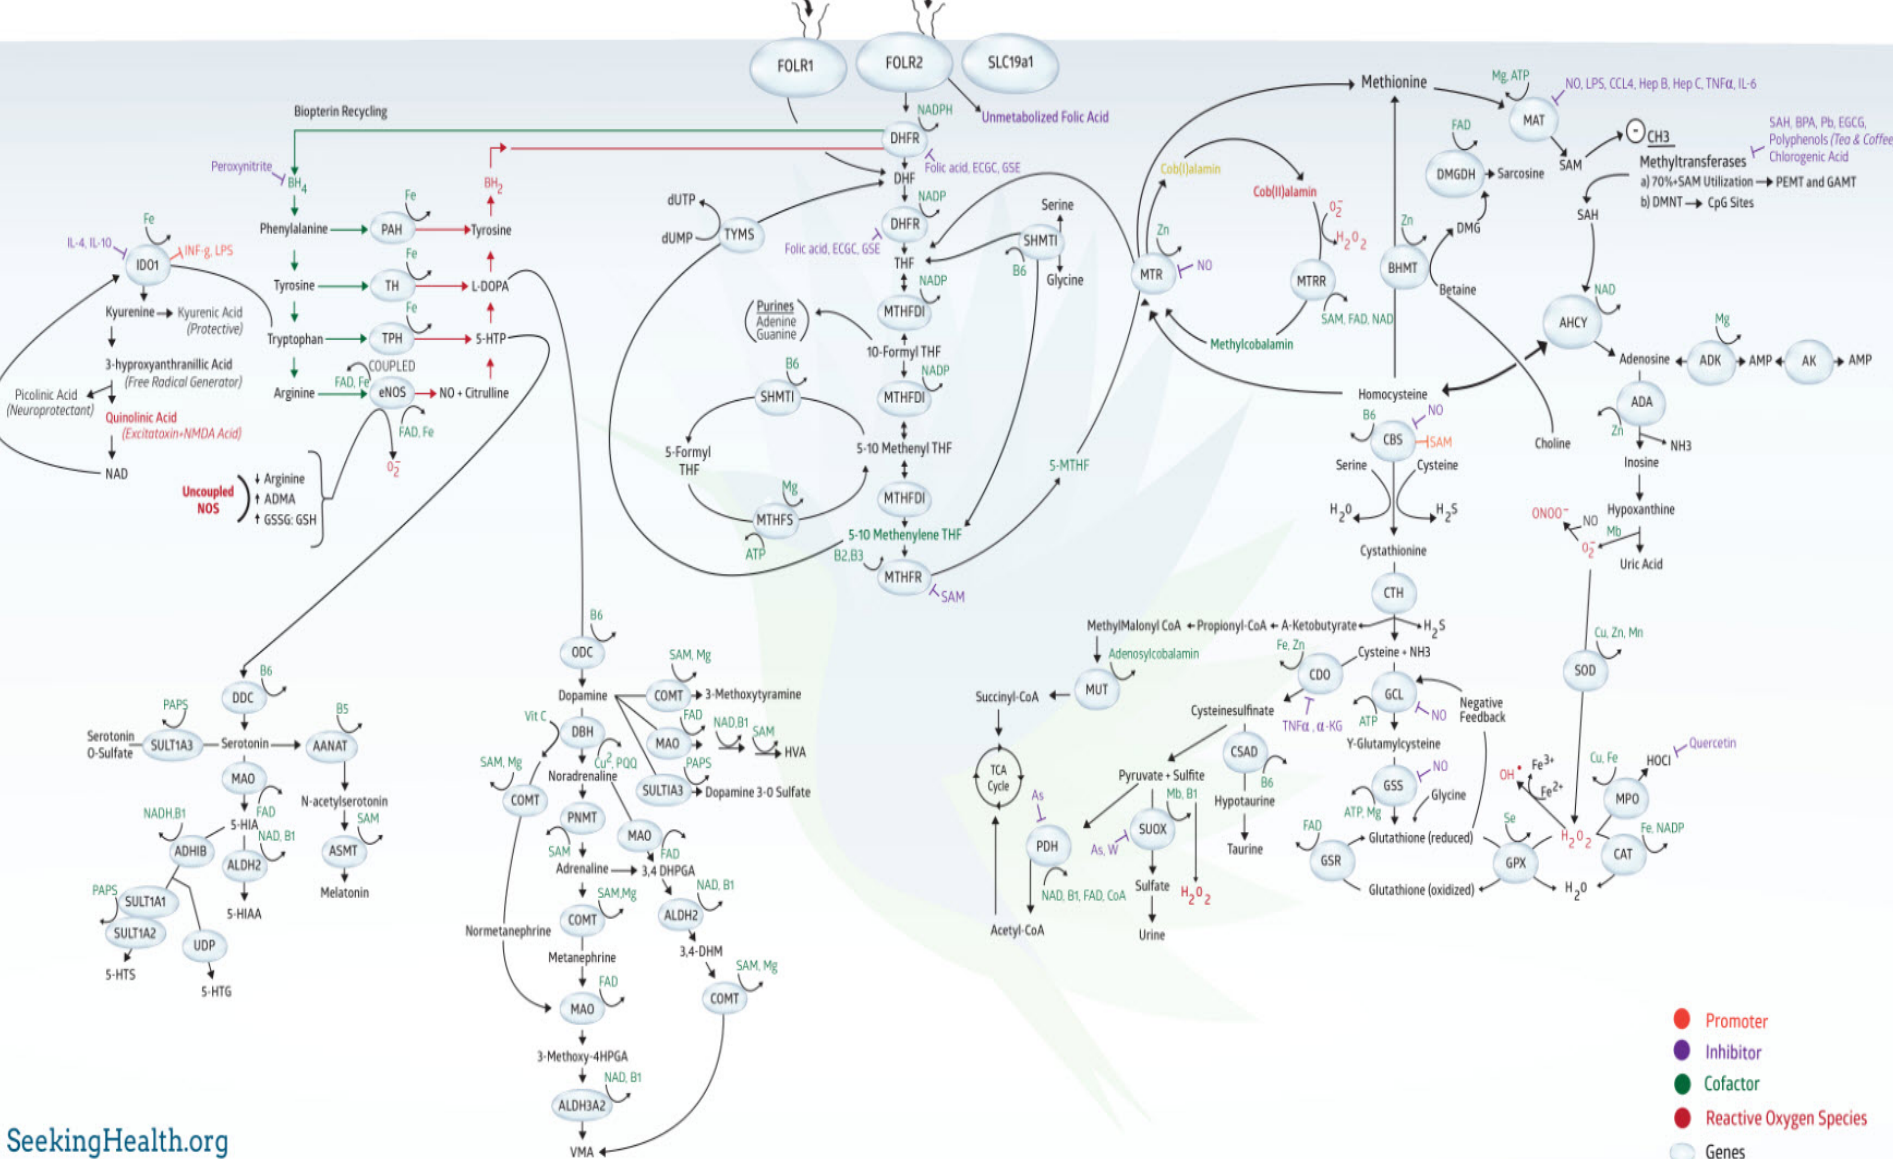 FOLR1
FOLR2
SLC19a1
NADPH
Unmetabolized Folic Acid
DHFR
Folic acid, ECGC, GSE
DHF
NADP
DHFR
Folic acid, ECGC, GSE
THF
NADP
MTHFDI
10-Formyl THF
NADP
MTHFDI
5-10 Methenyl THF
MTHFDI
5-10 Methenylene THF
B2,B3
MTHFR
SAM
dUTP
dUMP
TYMS
(Purines
Adenine
Guanine)
B6
SHMTI
5-Formyl
THF
Mg
MTHFS
ATP
Serine
SHMTI
B6
Glycine
5-MTHF
Biopterin Recycling
Peroxynitrite
BH4
BH2
Phenylalanine
Fe
PAH
Tyrosine
Tyrosine
Fe
TH
L-DOPA
Tryptophan
Fe
TPH
5-HTP
COUPLED
FAD, Fe
Arginine
eNOS
NO + Citrulline
FAD, Fe
O2-
Uncoupled
NOS
↓ Arginine
↑ ADMA
↑ GSSG: GSH
Fe
IL-4, IL-10
INF-g, LPS
IDO1
Kyurenine
Kyurenic Acid
(Protective)
3-hyproxyanthranillic Acid
(Free Radical Generator)
Picolinic Acid
(Neuroprotectant)
Quinolinic Acid
(Excitatoxin+NMDA Acid)
NAD
B6
DDC
PAPS
Serotonin
O-Sulfate
SULT1A3
Serotonin
B5
AANAT
MAO
FAD
N-acetylserotonin
SAM
ASMT
Melatonin
NADH,B1
5-HIA
NAD, B1
ADHIB
ALDH2
5-HIAA
PAPS
SULT1A1
SULT1A2
UDP
5-HTS
5-HTG
B6
ODC
Dopamine
SAM, Mg
COMT
3-Methoxytyramine
FAD
MAO
NAD,B1
SAM
HVA
PAPS
SULTIA3
Dopamine 3-0 Sulfate
Vit C
DBH
Cu2, PQQ
Noradrenaline
SAM, Mg
COMT
PNMT
SAM
MAO
FAD
Adrenaline
3,4 DHPGA
SAM,Mg
COMT
NAD, B1
ALDH2
Normetanephrine
3,4-DHM
Metanephrine
SAM, Mg
COMT
FAD
MAO
3-Methoxy-4HPGA
NAD, B1
ALDH3A2
VMA
Methionine
Mg, ATP
NO, LPS, CCL4, Hep B, Hep C, TNFα, IL-6
MAT
SAM
- CH3
SAH, BPA, Pb, EGCG,
Polyphenols (Tea & Coffee
Chlorogenic Acid
Methyltransferases
a) 70%+SAM Utilization → PEMT and GAMT
b) DMNT → CpG Sites
FAD
DMGDH
Sarcosine
DMG
SAH
Cob(I)alamin
Cob(II)alamin
O2-
H2O2
Zn
MTR
NO
MTRR
SAM, FAD, NAD
Methylcobalamin
Zn
BHMT
Betaine
Choline
NAD
AHCY
Adenosine
Mg
ADK
AMP
AK
AMP
ADA
Zn
NH3
Inosine
Hypoxanthine
ONOO-
NO
Mb
O2-
Uric Acid
Homocysteine
B6
NO
CBS
SAM
Serine
Cysteine
H2O
H2S
Cystathionine
CTH
MethylMalonyl CoA
Propionyl-CoA
A-Ketobutyrate
H2S
Adenosylcobalamin
MUT
Succinyl-CoA
TCA
Cycle
Fe, Zn
CDO
Cysteine + NH3
TNFα, α-KG
GCL
ATP
NO
Negative
Feedback
Cysteinesulfinate
Y-Glutamylcysteine
CSAD
B6
GSS
NO
ATP, Mg
Glycine
Hypotaurine
Taurine
Pyruvate + Sulfite
Mb, B1
SUOX
As, W
As
PDH
NAD, B1, FAD, CoA
Acetyl-CoA
Sulfate
H2O2
Urine
FAD
GSR
Glutathione (reduced)
Glutathione (oxidized)
Se
GPX
H2O
Cu, Zn, Mn
SOD
OH•
Fe3+
Fe2+
H2O2
Quercetin
HOCl
Cu, Fe
MPO
Fe, NADP
CAT
Promoter
Inhibitor
Cofactor
Reactive Oxygen Species
Genes
SeekingHealth.org